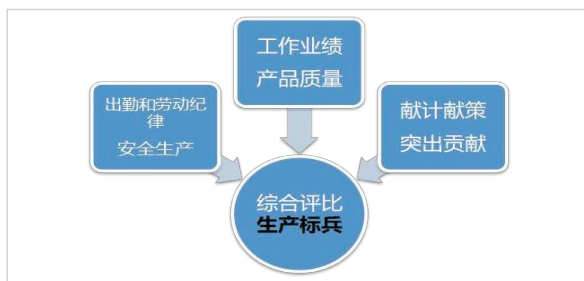 工作业绩
产品质量
出勤和劳动纪
律
安全生产
献计献策
突出贡献
综合评比
生产标兵